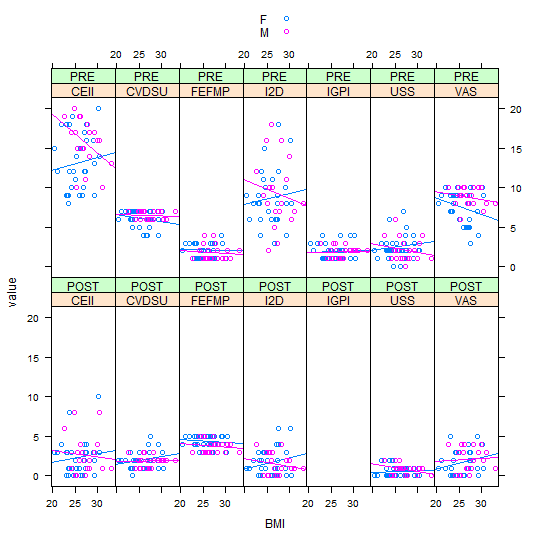 F
M
20 25 30 20 25 30 20 25 30 20 25 30
PRE PRE PRE PRE PRE PRE PRE
CEII CVDSU FEFMP I2D IGPI USS VAS
20
15
10
5
0
value
POST POST POST POST POST POST POST
CEII CVDSU FEFMP I2D IGPI USS VAS
20
15
10
5
0
20 25 30 20 25 30 20 25 30 20 25 30
BMI